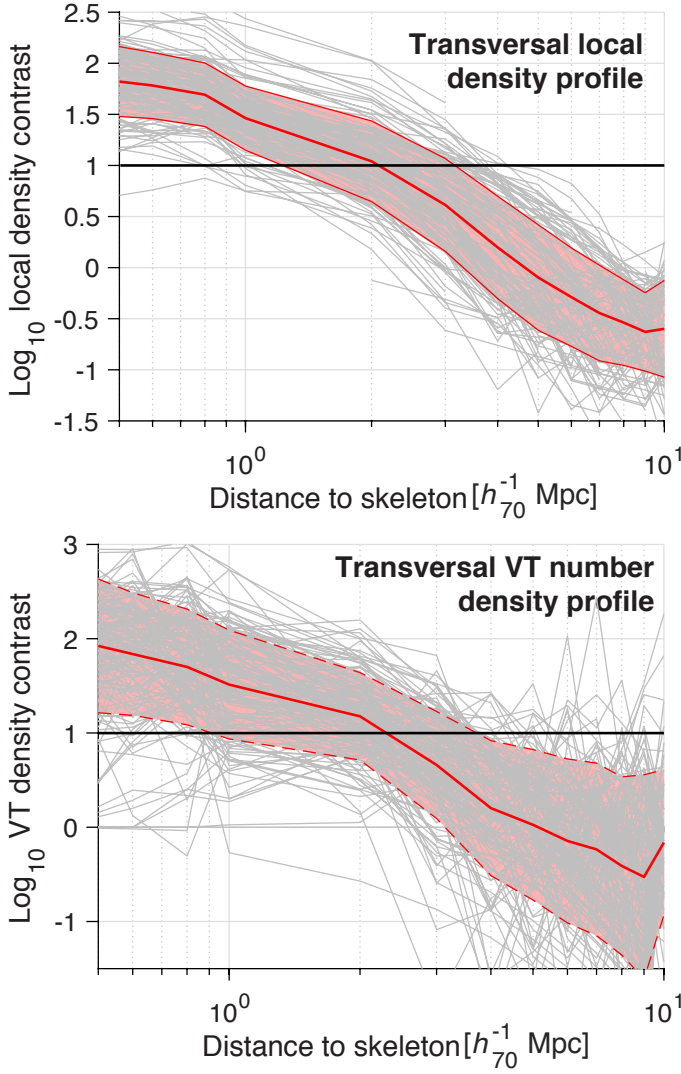 Transversal local
density profile
Log10 local density contrast
2.5
2
1.5
1
0.5
0
-0.5
-1
-1.5
10^0
10^1
Distance to skeleton [h_70^-1 Mpc]
Transversal VT number
density profile
Log10 VT density contrast
3
2
1
0
-1
10^0
10^1
Distance to skeleton [h_70^-1 Mpc]